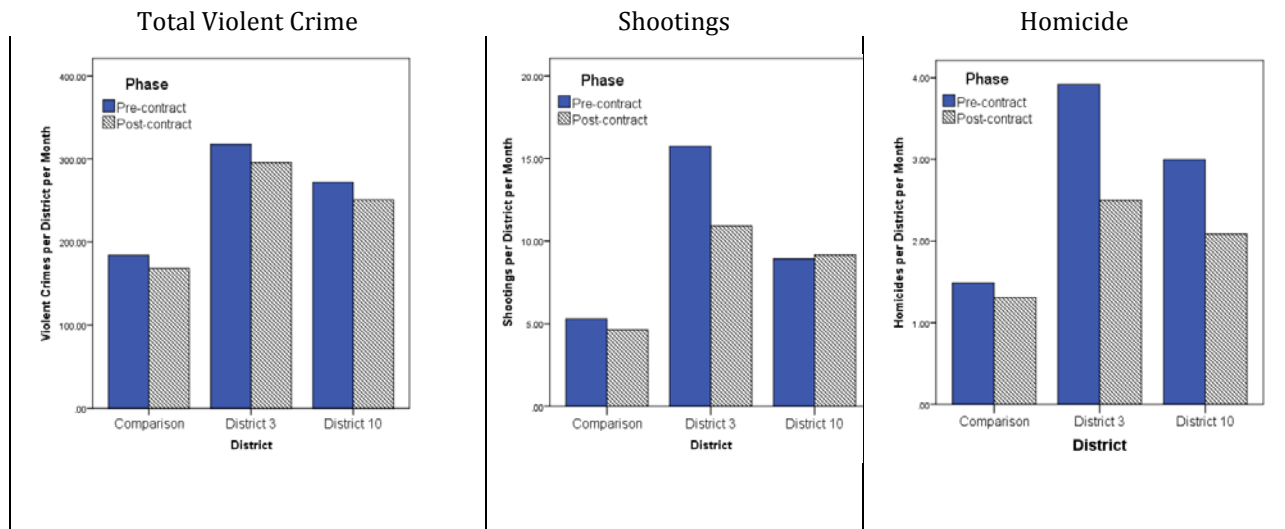 Total Violent Crime
Phase
Pre-contract
Post-contract
400.00
300.00
200.00
100.00
.00
Violent Crimes per District per Month
Comparison
District 3
District 10
District
Shootings
Phase
Pre-contract
Post-contract
20.00
15.00
10.00
5.00
.00
Shootings per District per Month
Comparison
District 3
District 10
District
Homicide
Phase
Pre-contract
Post-contract
4.00
3.00
2.00
1.00
.00
Homicides per District per Month
Comparison
District 3
District 10
District